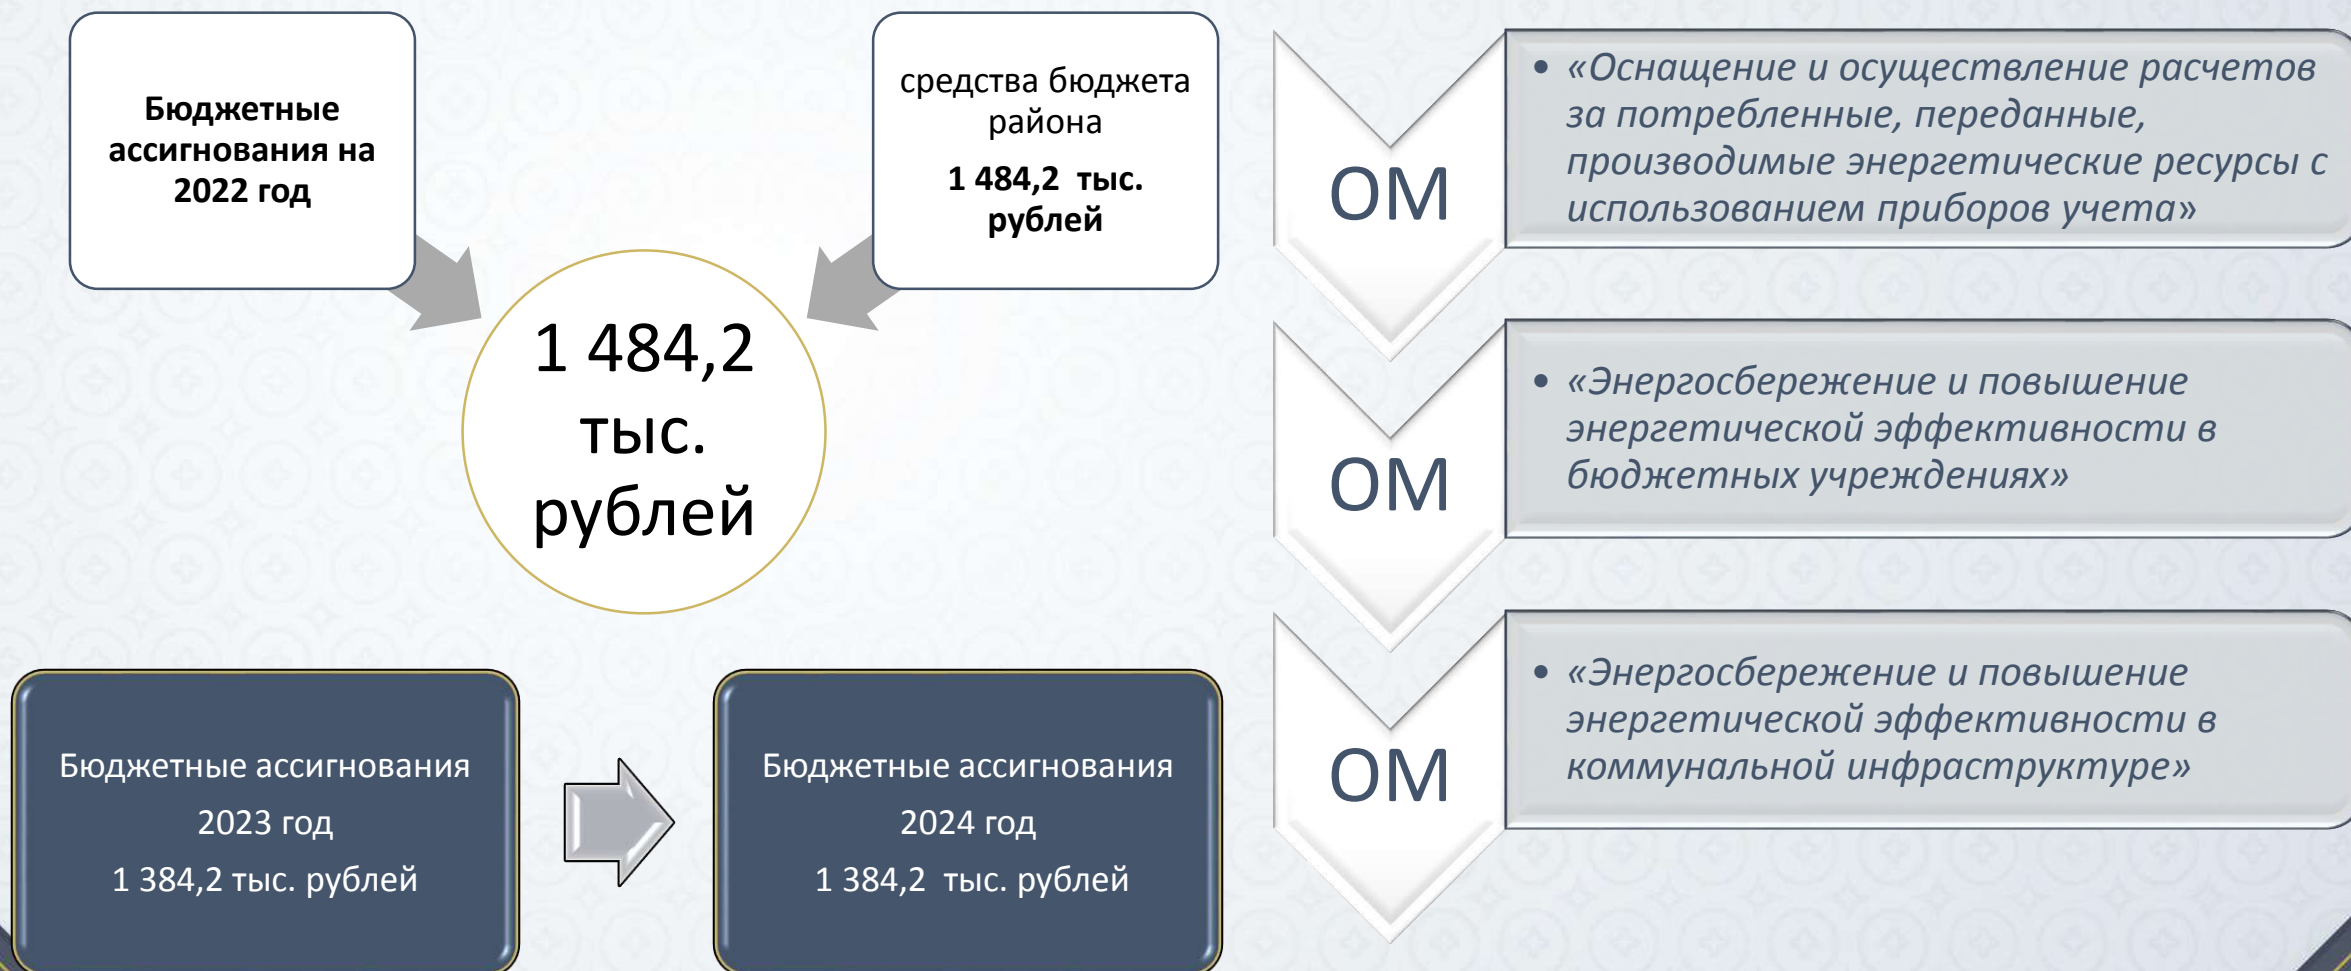 Бюджетные
ассигнования на
2022 год
средства бюджета
района
1 484,2 тыс.
рублей
1 484,2
тыс.
рублей
Бюджетные ассигнования
2023 год
1 384,2 тыс. рублей
Бюджетные ассигнования
2024 год
1 384,2 тыс. рублей
ОМ
• «Оснащение и осуществление расчетов
за потребленные, переданные,
производимые энергетические ресурсы с
использованием приборов учета»
ОМ
• «Энергосбережение и повышение
энергетической эффективности в
бюджетных учреждениях»
ОМ
• «Энергосбережение и повышение
энергетической эффективности в
коммунальной инфраструктуре»